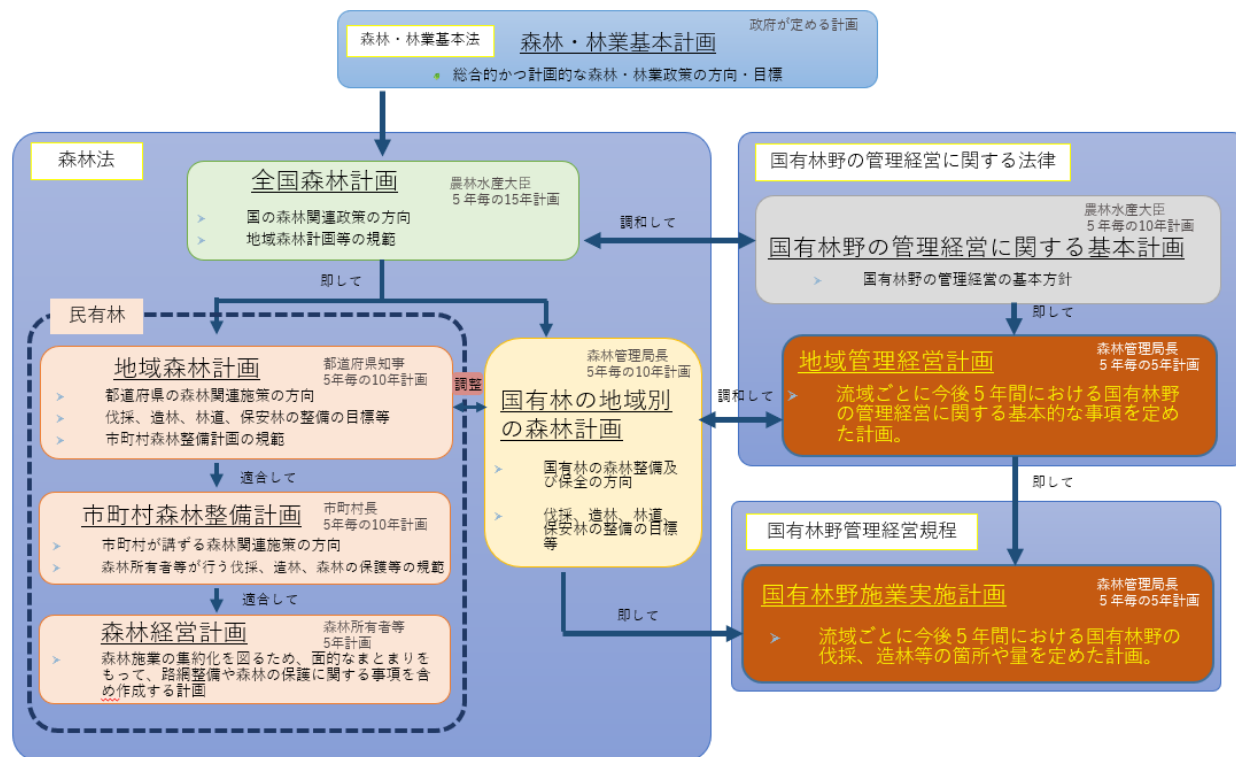 森林・林業基本法
森林・林業基本計画
政府が定める計画
総合的かつ計画的な森林・林業政策の方向・目標
森林法
全国森林計画
農林水産大臣
５年毎の15年計画
国の森林関連政策の方向
地域森林計画等の規範
即して
調和して
民有林
地域森林計画
都道府県知事
5年毎の10年計画
都道府県の森林関連施策の方向
伐採、造林、林道、保安林の整備の目標等
市町村森林整備計画の規範
適合して
市町村森林整備計画
市町村長
5年毎の10年計画
市町村が講ずる森林関連施策の方向
森林所有者等が行う伐採、造林、森林の保護等の規範
適合して
森林経営計画
森林所有者等
5年計画
森林施業の集約化を図るため、面的なまとまりを
もって、路網整備や森林の保護に関する事項を含
め作成する計画
調整
森林管理局長
5年毎の10年計画
国有林の地域別
の森林計画
国有林の森林整備及
び保全の方向
伐採、造林、林道、
保安林の整備の目標
等
調和して
即して
国有林野の管理経営に関する法律
農林水産大臣
５年毎の10年計画
国有林野の管理経営に関する基本計画
国有林野の管理経営の基本方針
即して
地域管理経営計画
森林管理局長
５年毎の5年計画
流域ごとに今後５年間における国有林野
の管理経営に関する基本的な事項を定め
た計画。
即して
国有林野管理経営規程
国有林野施業実施計画
森林管理局長
５年毎の5年計画
流域ごとに今後５年間における国有林野の
伐採、造林等の箇所や量を定めた計画。